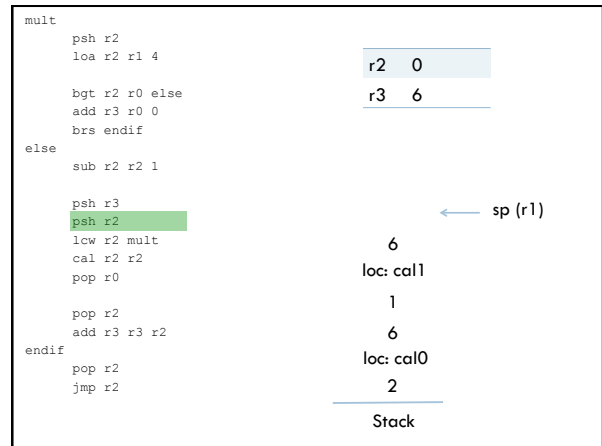 mult
psh r2
loa r2 r1 4
bgt r2 r0 else
add r3 r0 0
brs endif
else
sub r2 r2 1
psh r3
psh r2
lcw r2 mult
cal r2 r2
pop r0
pop r2
add r3 r3 r2
endif
pop r2
jmp r2
r2 0
r3 6
sp (r1)
6
loc: cal1
1
6
loc: cal0
2
Stack